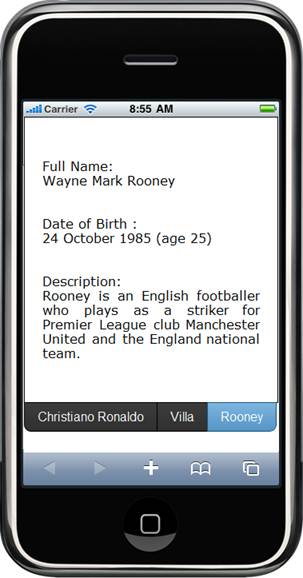 Carrier 8:55 AM
Full Name:
Wayne Mark Rooney
Date of Birth :
24 October 1985 (age 25)
Description:
Rooney is an English footballer
who plays as a striker for
Premier League club Manchester
United and the England national
team.
Christiano Ronaldo Villa Rooney